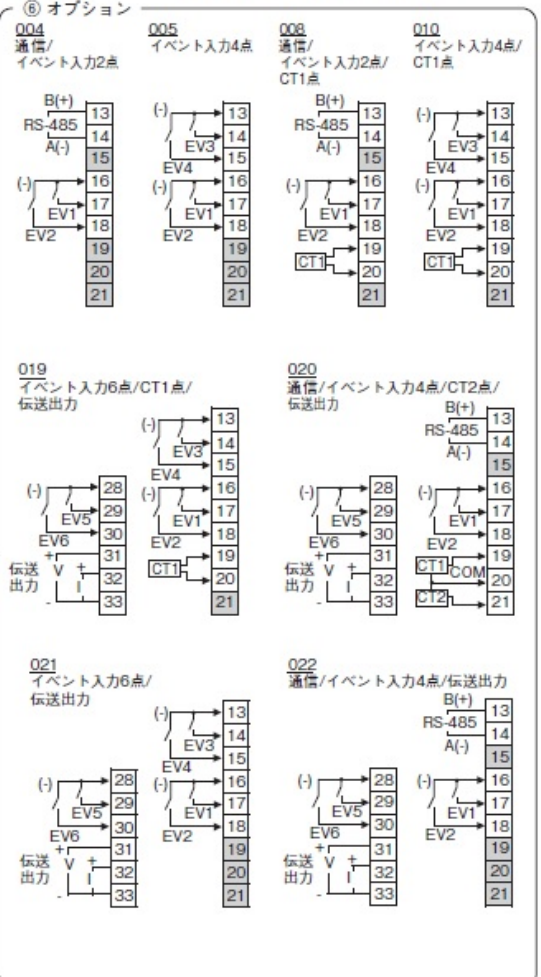 ⑥ オプション
004
通信/
イベント入力2点
B(+)
RS-485
A(-)
(-)
EV1
EV2
13
14
15
16
17
18
19
20
21
005
イベント入力4点
(-)
EV3
EV4
(-)
EV1
EV2
13
14
15
16
17
18
19
20
21
008
通信/
イベント入力2点/
CT1点
B(+)
RS-485
A(-)
(-)
EV1
EV2
CT1
13
14
15
16
17
18
19
20
21
010
イベント入力4点/
CT1点
(-)
EV3
EV4
(-)
EV1
EV2
CT1
13
14
15
16
17
18
19
20
21
019
イベント入力6点/CT1点/
伝送出力
(-)
EV5
EV6
伝送
出力
+
V
+
I
-
28
29
30
31
32
33
(-)
EV3
EV4
(-)
EV1
EV2
CT1
13
14
15
16
17
18
19
20
21
020
通信/イベント入力4点/CT2点/
伝送出力
(-)
EV5
EV6
伝送
出力
+
V
+
I
-
28
29
30
31
32
33
B(+)
RS-485
A(-)
(-)
EV1
EV2
CT1
COM
CT2
13
14
15
16
17
18
19
20
21
021
イベント入力6点/
伝送出力
(-)
EV5
EV6
伝送
出力
+
V
+
I
-
28
29
30
31
32
33
(-)
EV3
EV4
(-)
EV1
EV2
13
14
15
16
17
18
19
20
21
022
通信/イベント入力4点/伝送出力
(-)
EV5
EV6
伝送
出力
+
V
+
I
-
28
29
30
31
32
33
B(+)
RS-485
A(-)
(-)
EV1
EV2
13
14
15
16
17
18
19
20
21